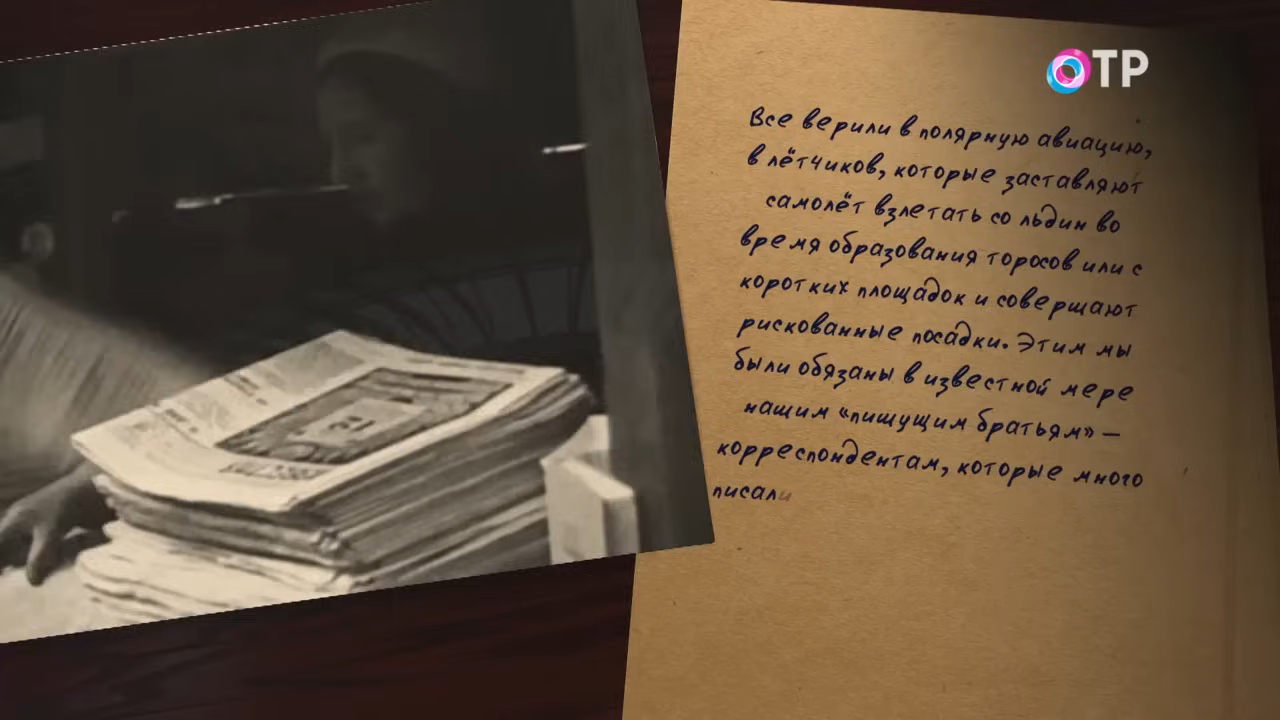 ОТР
Все верили в полярную авиацию,
в лётчиков, которые заставляют
самолёт взлетать со льдин во
время образования торосов или с
коротких площадок и совершают
рискованные посадки. Этим мы
были обязаны в известной мере
нашим «пишущим братьям» –
корреспондентам, которые много
писали